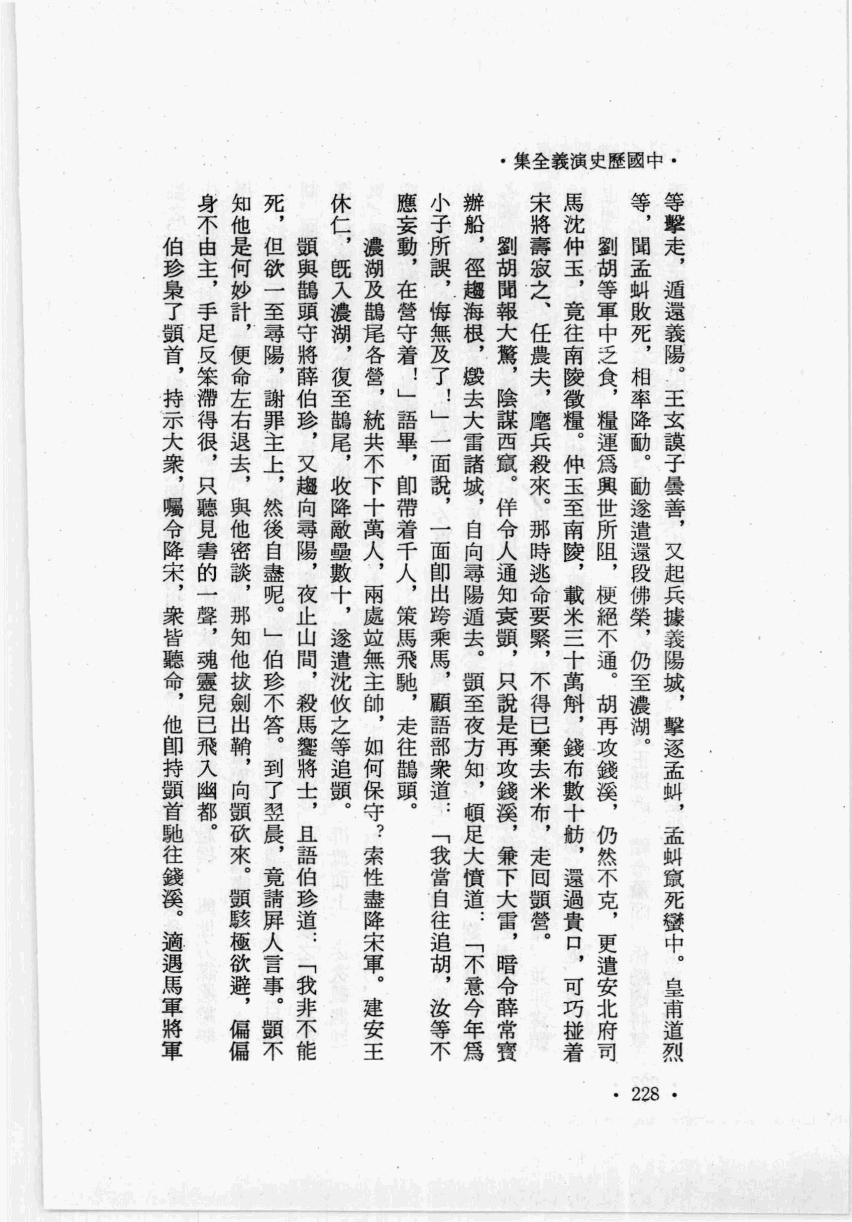 •中國歷史演義全集•
等擊走，遁還義陽。王玄謨子曇善，又起兵據義陽城，擊逐孟虯，孟虯竄死蠻中。皇甫道烈
等，聞孟虯敗死，相率降勔。勔遂遣還段佛榮，仍至濃湖。
劉胡等軍中乏食，糧運爲興世所阻，梗絕不通。胡再攻錢溪，仍然不克，更遣安北府司
馬沈仲玉，竟往南陵徵糧。仲玉至南陵，載米三十萬斛，錢布數十舫，還過貴口，可巧碰着
宋將壽寂之、任農夫，麾兵殺來。那時逃命要緊，不得已棄去米布，走囘顗營。
劉胡聞報大驚，陰謀西竄。佯令人通知袁顗，只說是再攻錢溪，兼下大雷，暗令薛常寶
辦船，徑趨海根，燬去大雷諸城，自向尋陽遁去。顗至夜方知，頓足大憤道：「不意今年爲
小子所誤，悔無及了！」一面說，一面卽出跨乘馬，顧語部衆道：「我當自往追胡，汝等不
應妄動，在營守着！」語畢，卽帶着千人，策馬飛馳，走往鵲頭。
濃湖及鵲尾各營，統共不下十萬人，兩處竝無主帥，如何保守？索性盡降宋軍。建安王
休仁，旣入濃湖，復至鵲尾，收降敵壘數十，遂遣沈攸之等追顗。
顗與鵲頭守將薛伯珍，又趨向尋陽，夜止山間，殺馬饗將士，且語伯珍道：「我非不能
死，但欲一至尋陽，謝罪主上，然後自盡呢。」伯珍不答。到了翌晨，竟請屏人言事。顗不
知他是何妙計，便命左右退去，與他密談，那知他拔劍出鞘，向顗砍來。顗駭極欲避，偏偏
身不由主，手足反笨滯得很，只聽見砉的一聲，魂靈兒已飛入幽都。
伯珍梟了顗首，持示大衆，囑令降宋，衆皆聽命，他卽持顗首馳往錢溪。適遇馬軍將軍
•228•